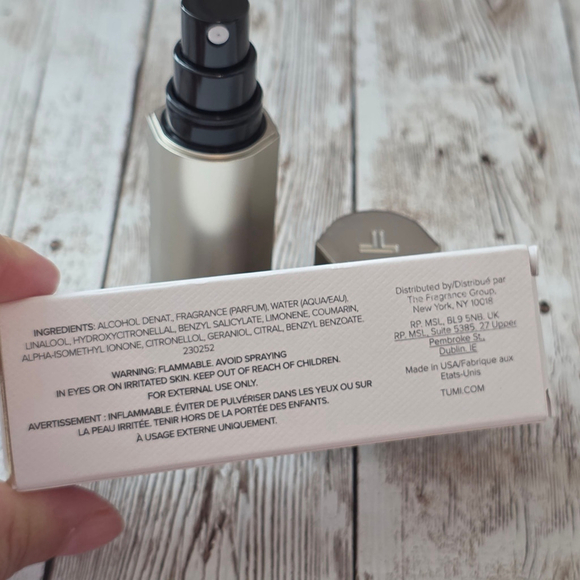 INGREDIENTS: ALCOHOL DENAT., FRAGRANCE (PARFUM), WATER (AQUA/EAU),
LINALOOL, HYDROXYCITRONELLAL, BENZYL SALICYLATE, LIMONENE, COUMARIN,
ALPHA-ISOMETHYL IONONE, CITRONELLOL, GERANIOL, CITRAL, BENZYL BENZOATE.
230252
WARNING: FLAMMABLE. AVOID SPRAYING
IN EYES OR ON IRRITATED SKIN. KEEP OUT OF REACH OF CHILDREN.
FOR EXTERNAL USE ONLY.
AVERTISSEMENT : INFLAMMABLE. ÉVITER DE PULVÉRISER DANS LES YEUX OU SUR
LA PEAU IRRITÉE. TENIR HORS DE LA PORTÉE DES ENFANTS.
À USAGE EXTERNE UNIQUEMENT.
Distributed by/Distribué par
The Fragrance Group,
New York, NY 10018
RP. MSL, BL9 5NB. UK
RP. MSL, Suite 5385, 27 Upper
Pembroke St.,
Dublin. IE
Made in USA/Fabrique aux
Etats-Unis
TUMI.COM